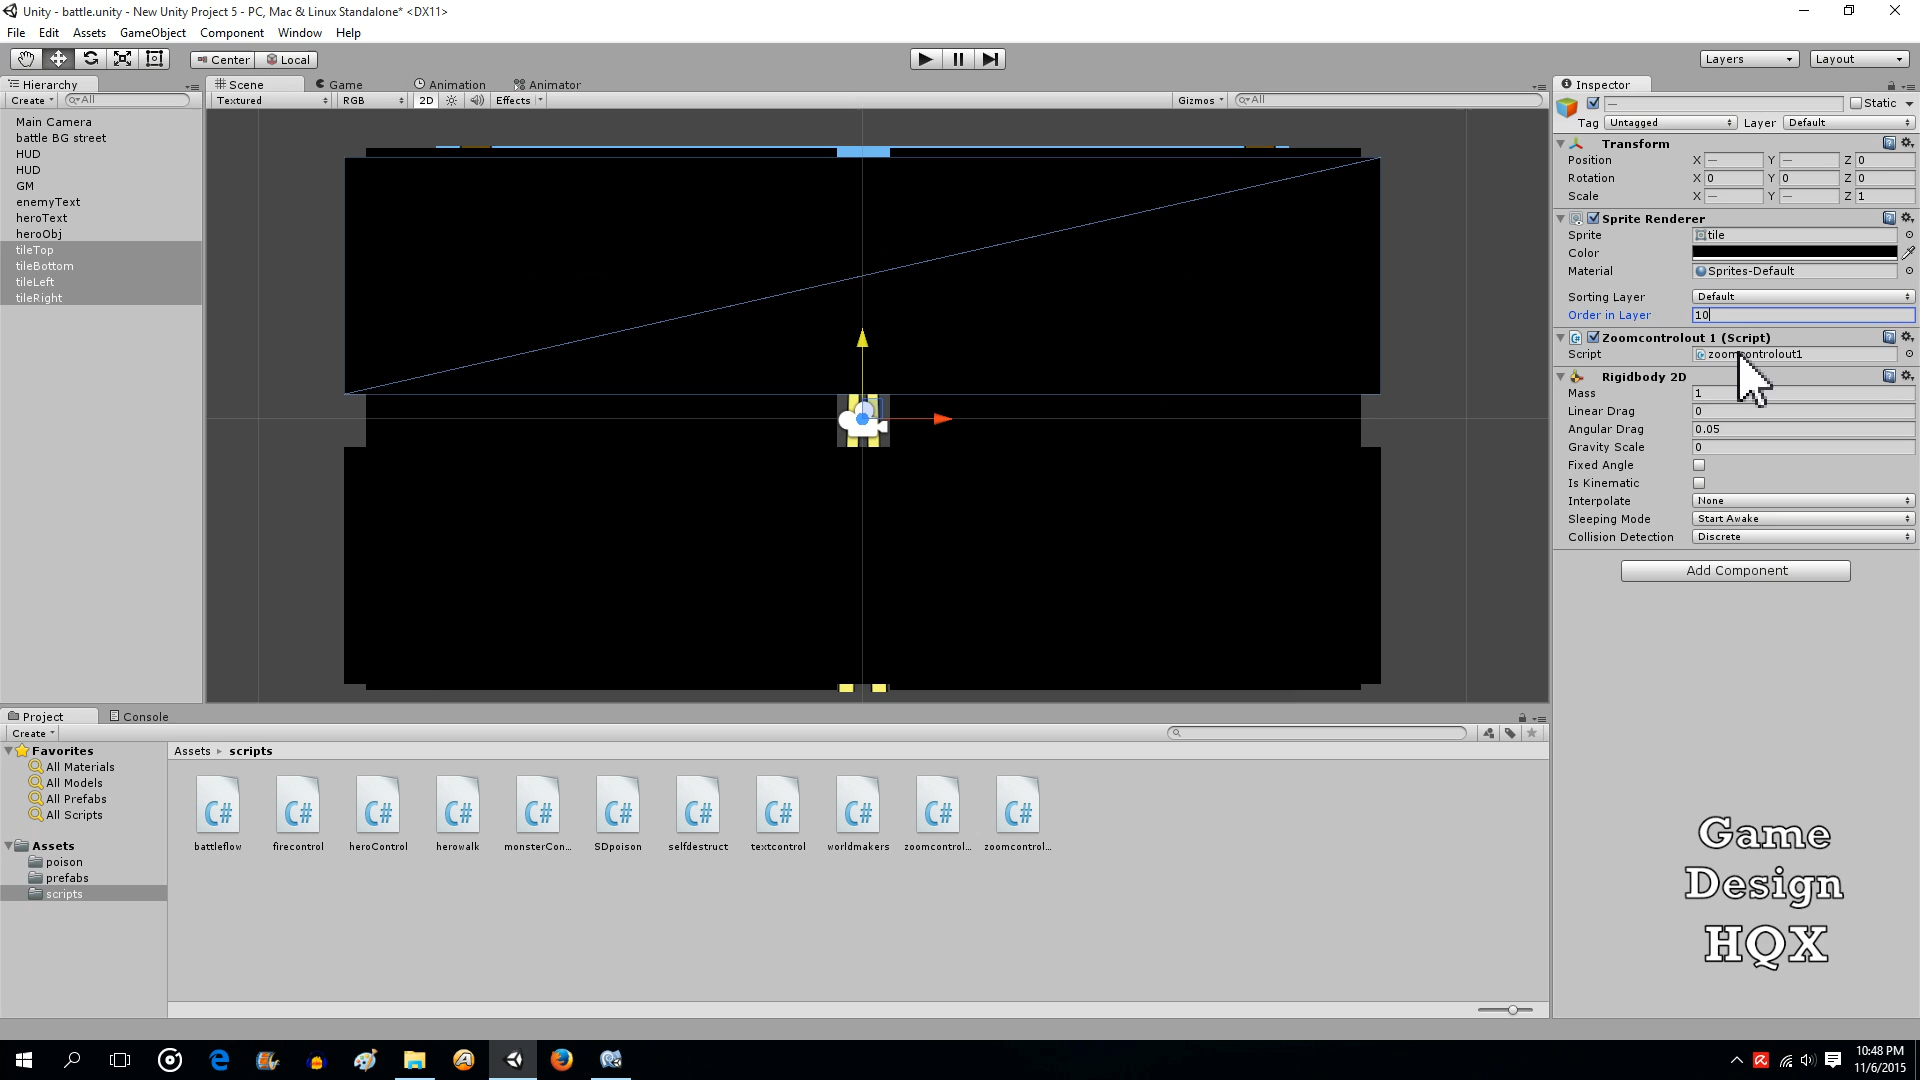 Unity - battle.unity - New Unity Project 5 - PC, Mac & Linux Standalone* <DX11>
File Edit Assets GameObject Component Window Help
Center Local Layers Layout
Hierarchy
Create All
Main Camera
battle BG street
HUD
HUD
GM
enemyText
heroText
heroObj
tileTop
tileBottom
tileLeft
tileRight
Scene Game Animation Animator
Textured RGB 2D Effects Gizmos All
Inspector
— Static
Tag Untagged Layer Default
Transform
Position X — Y — Z 0
Rotation X 0 Y 0 Z 0
Scale X — Y — Z 1
Sprite Renderer
Sprite tile
Color
Material Sprites-Default
Sorting Layer Default
Order in Layer 10
Zoomcontrolout 1 (Script)
Script zoomcontrolout1
Rigidbody 2D
Mass 1
Linear Drag 0
Angular Drag 0.05
Gravity Scale 0
Fixed Angle
Is Kinematic
Interpolate None
Sleeping Mode Start Awake
Collision Detection Discrete
Add Component
Project Console
Create
Favorites
All Materials
All Models
All Prefabs
All Scripts
Assets
poison
prefabs
scripts
Assets ▸ scripts
C# C# C# C# C# C# C# C# C# C# C#
battleflow firecontrol heroControl herowalk monsterCon... SDpoison selfdestruct textcontrol worldmakers zoomcontrol... zoomcontrol...
Game
Design
HQX
10:48 PM
11/6/2015